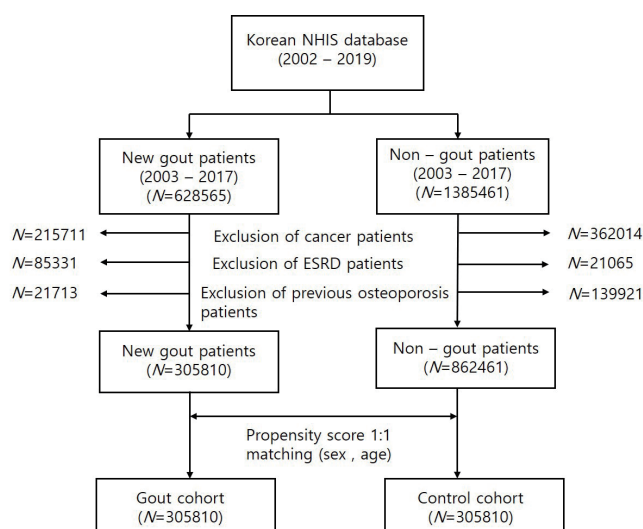 Korean NHIS database
(2002 – 2019)
New gout patients
(2003 – 2017)
(N=628565)
Non – gout patients
(2003 – 2017)
(N=1385461)
N=215711
Exclusion of cancer patients
N=362014
N=85331
Exclusion of ESRD patients
N=21065
N=21713
Exclusion of previous osteoporosis
patients
N=139921
New gout patients
(N=305810)
Non – gout patients
(N=862461)
Propensity score 1:1
matching (sex , age)
Gout cohort
(N=305810)
Control cohort
(N=305810)